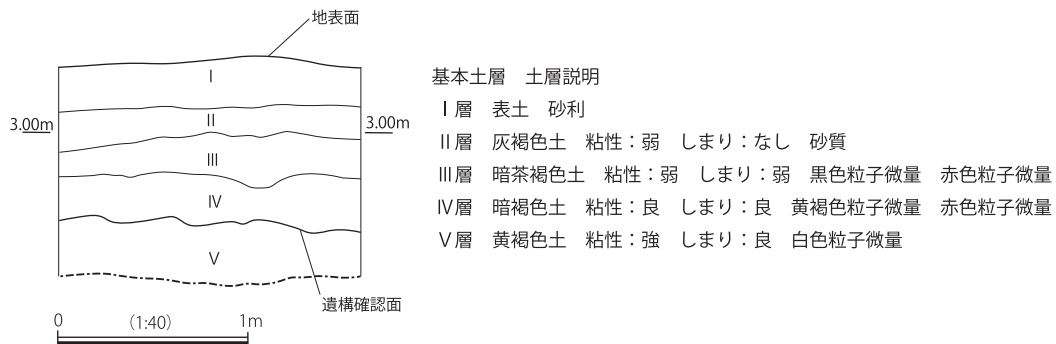 地表面
Ⅰ
3.00m
Ⅱ
3.00m
Ⅲ
Ⅳ
Ⅴ
遺構確認面
0 (1:40) 1m
基本土層 土層説明
Ⅰ層 表土 砂利
Ⅱ層 灰褐色土 粘性：弱 しまり：なし 砂質
Ⅲ層 暗茶褐色土 粘性：弱 しまり：弱 黒色粒子微量 赤色粒子微量
Ⅳ層 暗褐色土 粘性：良 しまり：良 黄褐色粒子微量 赤色粒子微量
Ⅴ層 黄褐色土 粘性：強 しまり：良 白色粒子微量